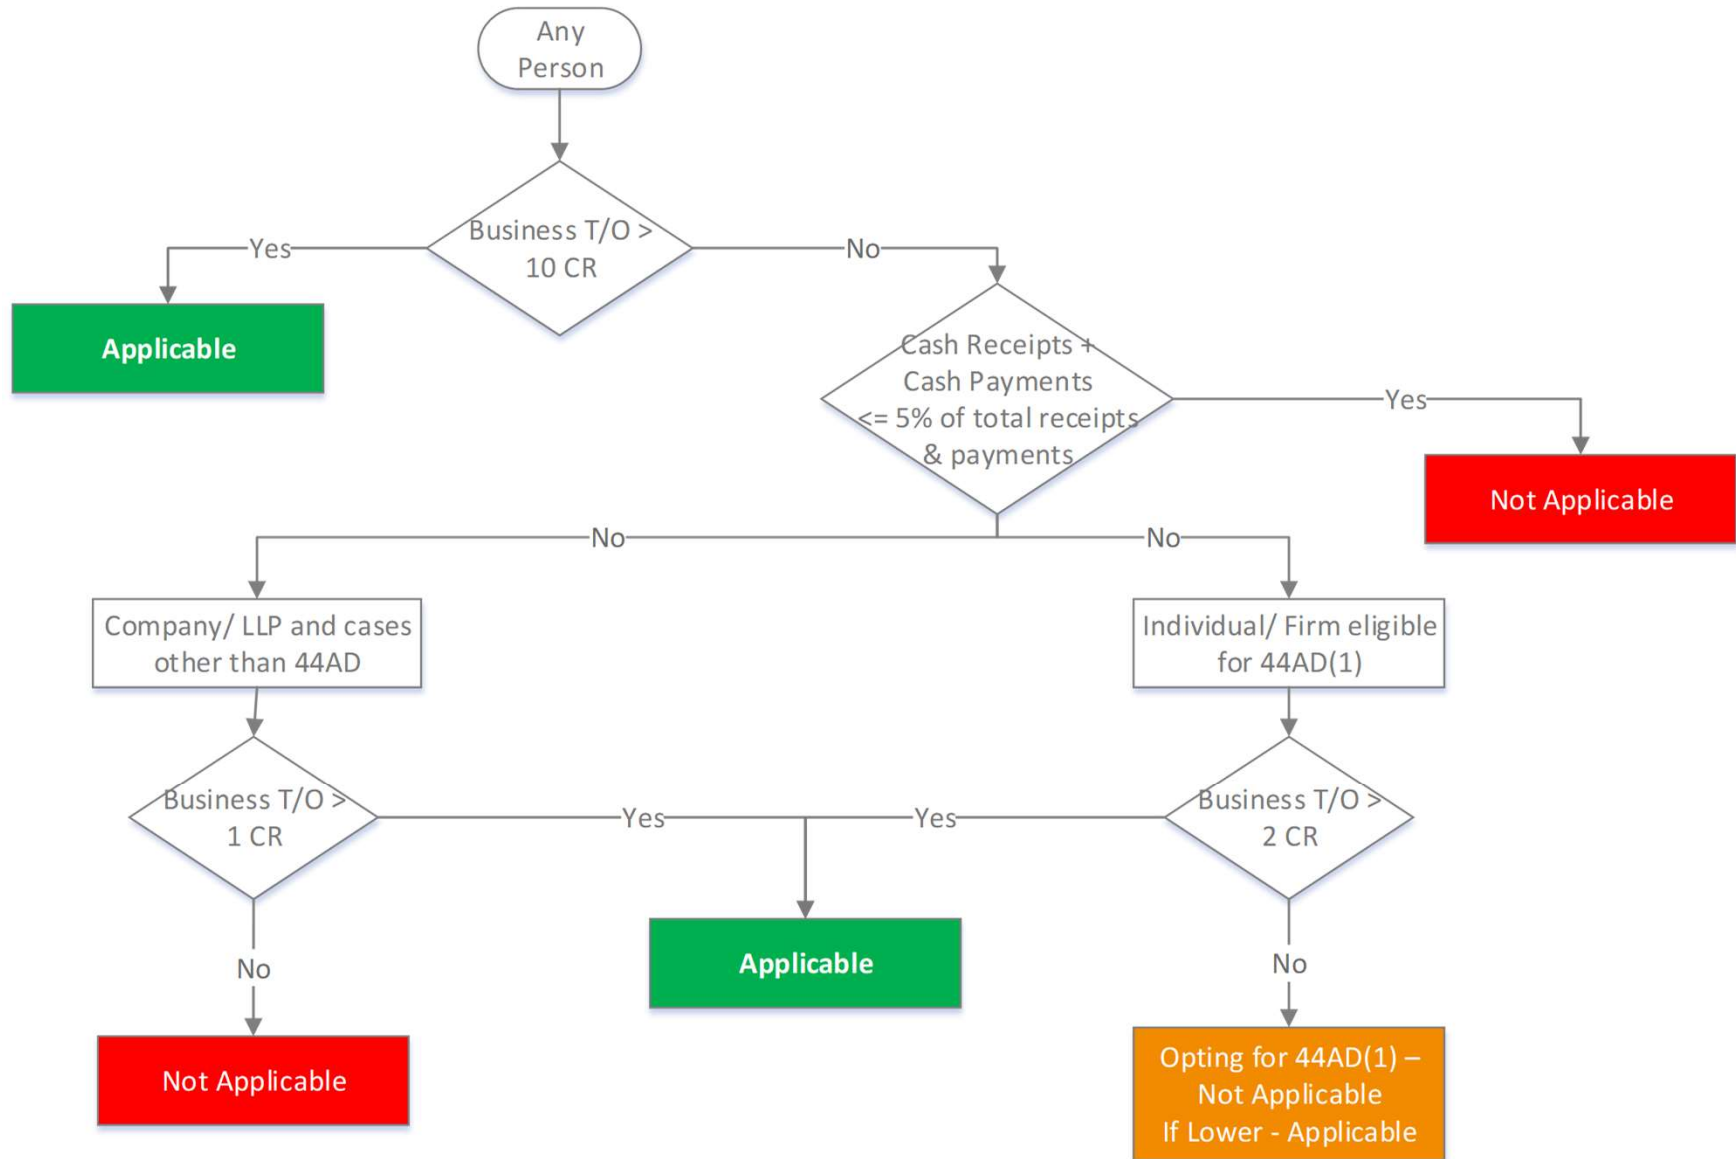 Any
Person
Business T/O >
10 CR
Yes
No
Applicable
Cash Receipts +
Cash Payments
<= 5% of total receipts
& payments
Yes
Not Applicable
No
No
Company/ LLP and cases
other than 44AD
Individual/ Firm eligible
for 44AD(1)
Business T/O >
1 CR
Yes
Yes
Business T/O >
2 CR
No
Applicable
No
Not Applicable
Opting for 44AD(1) –
Not Applicable
If Lower - Applicable